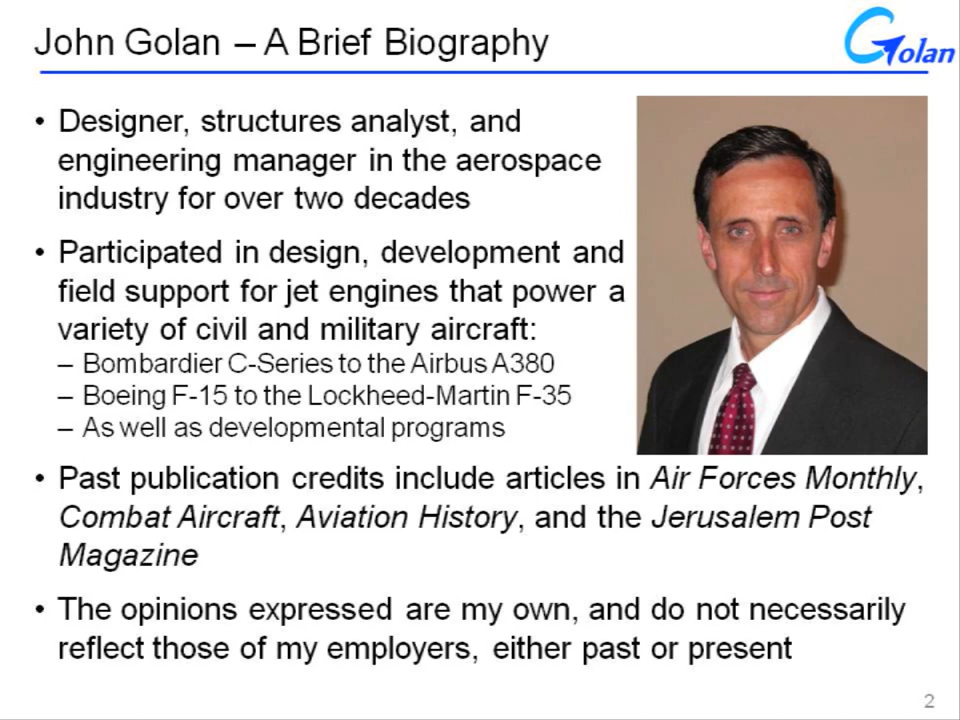 John Golan – A Brief Biography
Golan
• Designer, structures analyst, and
engineering manager in the aerospace
industry for over two decades
• Participated in design, development and
field support for jet engines that power a
variety of civil and military aircraft:
– Bombardier C-Series to the Airbus A380
– Boeing F-15 to the Lockheed-Martin F-35
– As well as developmental programs
• Past publication credits include articles in Air Forces Monthly,
Combat Aircraft, Aviation History, and the Jerusalem Post
Magazine
• The opinions expressed are my own, and do not necessarily
reflect those of my employers, either past or present
2